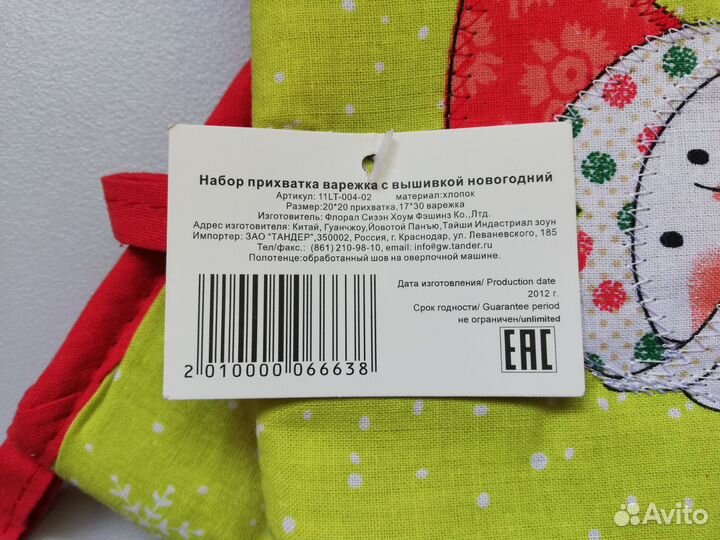 Набор прихватка варежка с вышивкой новогодний
Артикул: 11LT-004-02 материал:хлопок
Размер:20*20 прихватка,17*30 варежка
Изготовитель: Флорал Сизэн Хоум Фэшинз Ко.,Лтд.
Адрес изготовителя: Китай, Гуанчжоу,Йовотой Панъю,Тайши Индастриал зоун
Импортер: ЗАО "ТАНДЕР",350002, Россия, г. Краснодар, ул. Леваневского, 185
Тел/факс.: (861) 210-98-10, email: info@gw.tander.ru
Полотенце:обработанный шов на оверлочной машине.
Дата изготовления/ Production date
2012 г.
Срок годности/ Guarantee period
не ограничен/unlimited
2 010000 066638
EAC
Avito